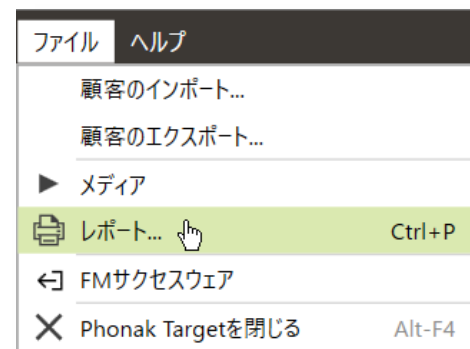 ファイル ヘルプ
顧客のインポート...
顧客のエクスポート...
メディア
レポート... Ctrl+P
FMサクセスウェア
Phonak Targetを閉じる Alt-F4